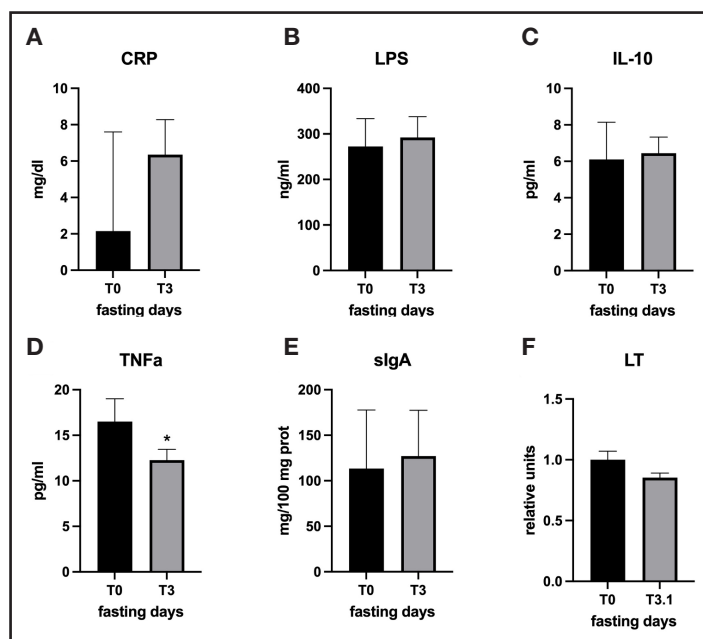 A
CRP
mg/dl
10
8
6
4
2
0
T0 T3
fasting days
B
LPS
ng/ml
400
300
200
100
0
T0 T3
fasting days
C
IL-10
pg/ml
10
8
6
4
2
0
T0 T3
fasting days
D
TNFa
pg/ml
20
15
10
5
0
*
T0 T3
fasting days
E
sIgA
mg/100 mg prot
200
150
100
50
0
T0 T3
fasting days
F
LT
relative units
1.5
1.0
0.5
0.0
T0 T3.1
fasting days